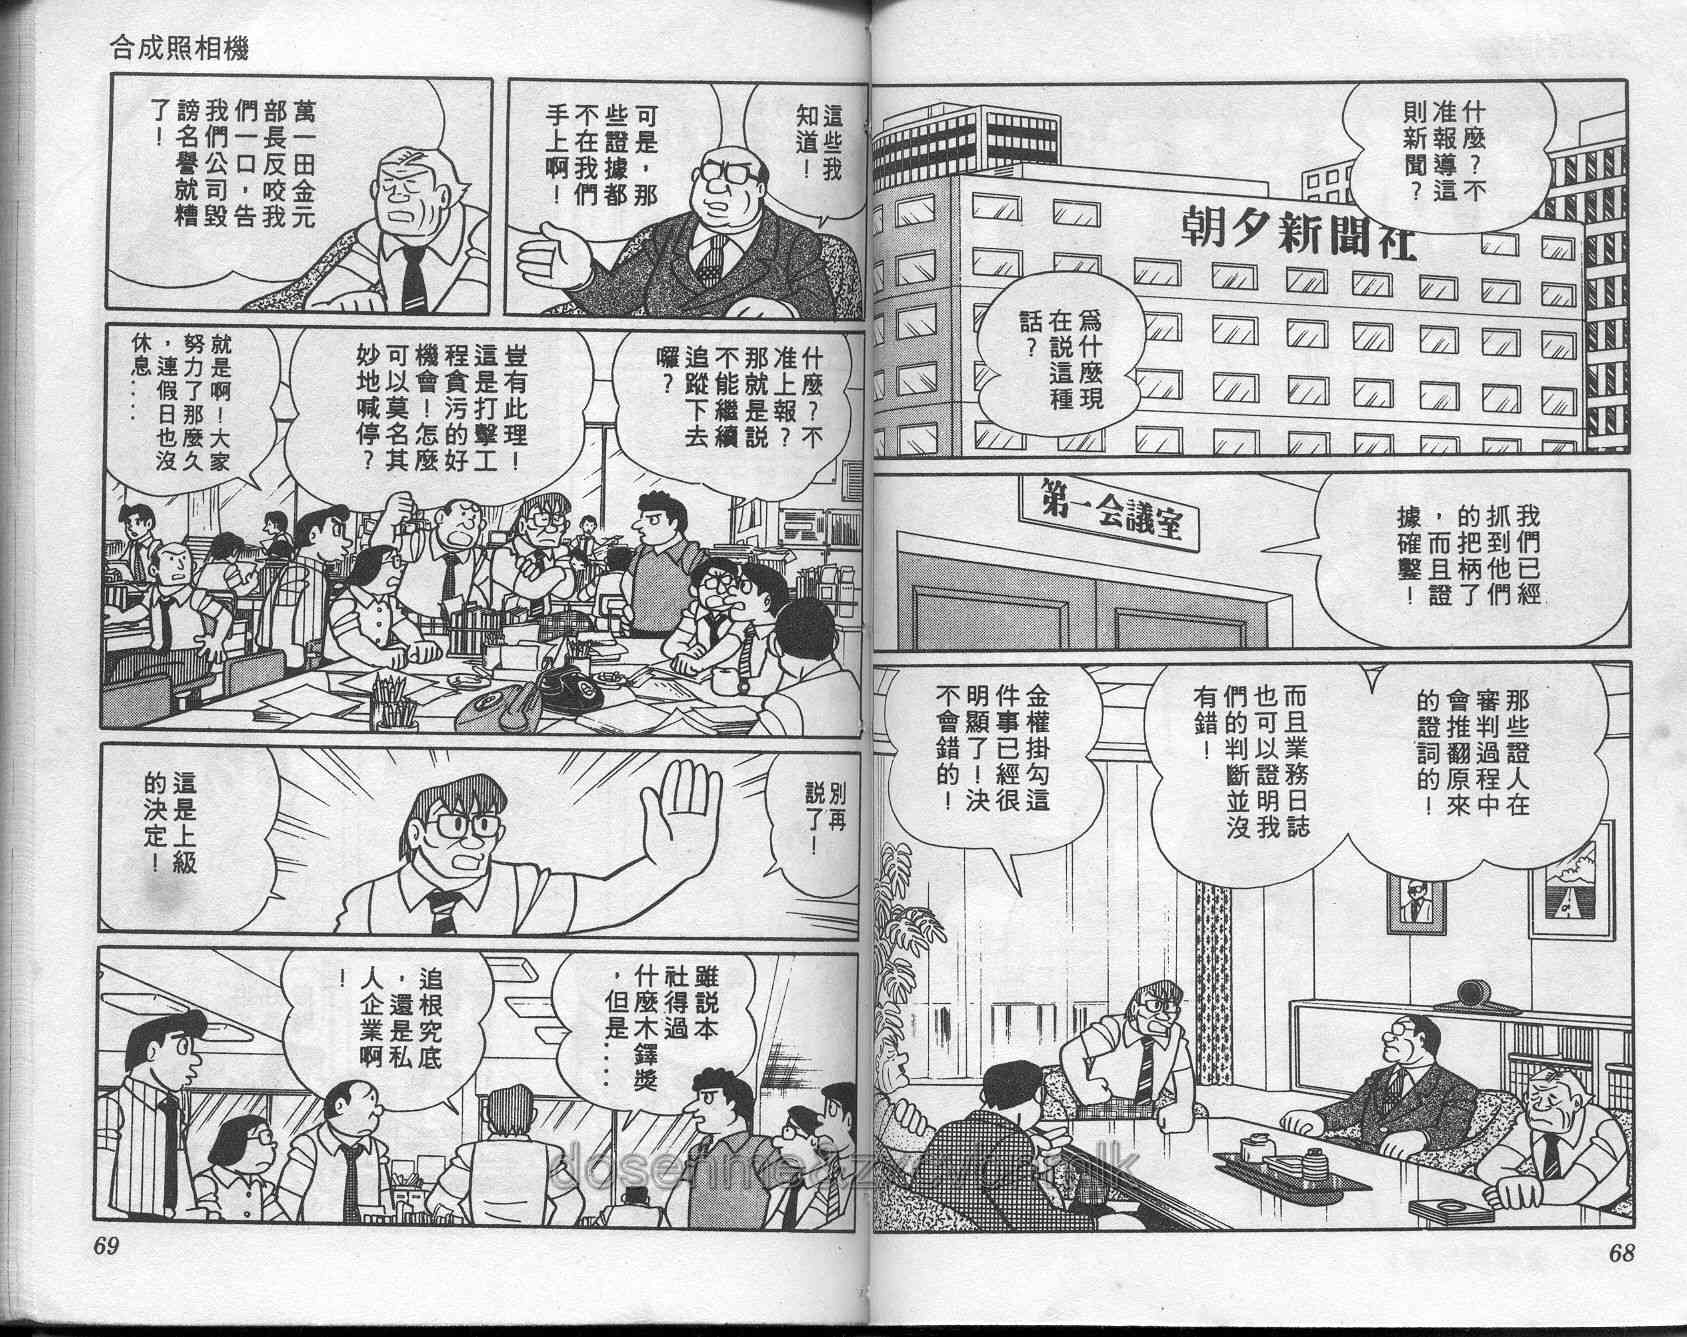 什麼？不
准報導這
則新聞？
朝夕新聞社
爲什麼現
在説這種
話？
第一会議室
我們已經
抓到他們
的把柄了
，而且證
據確鑿！
那些證人在
審判過程中
會推翻原來
的證詞的！
而且業務日誌
也可以證明我
們的判斷並沒
有錯！
金權掛勾這
件事已經很
明顯了！決
不會錯的！
68
合成照相機
這些我
知道！
可是，那
些證據都
不在我們
手上啊！
萬一田金元
部長反咬我
們一口，告
我們公司毀
謗名譽就糟
了！
什麼？不
准上報？
那就是説
不能繼續
追蹤下去
囉？
豈有此理！
這是打擊工
程貪污的好
機會！怎麼
可以莫名其
妙地喊停？
就是啊！大家
努力了那麼久
，連假日也沒
休息……
別再
説了！
這是上級
的決定！
雖説本
社得過
什麼木鐸獎
，但是……
追根究底
，還是私
人企業啊
！
69